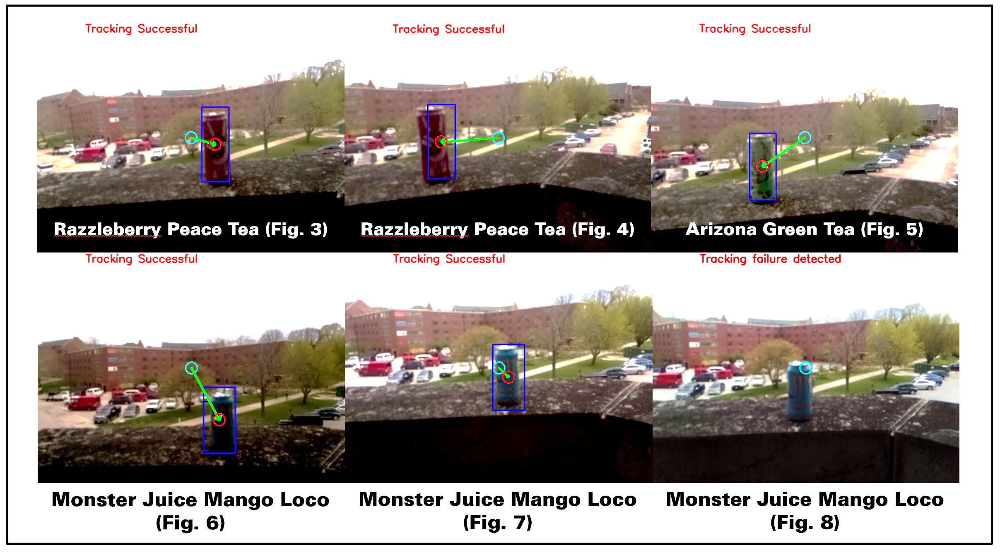 Tracking Successful
Tracking Successful
Tracking Successful
Razzleberry Peace Tea (Fig. 3)
Razzleberry Peace Tea (Fig. 4)
Arizona Green Tea (Fig. 5)
Tracking Successful
Tracking Successful
Tracking failure detected
Monster Juice Mango Loco
(Fig. 6)
Monster Juice Mango Loco
(Fig. 7)
Monster Juice Mango Loco
(Fig. 8)